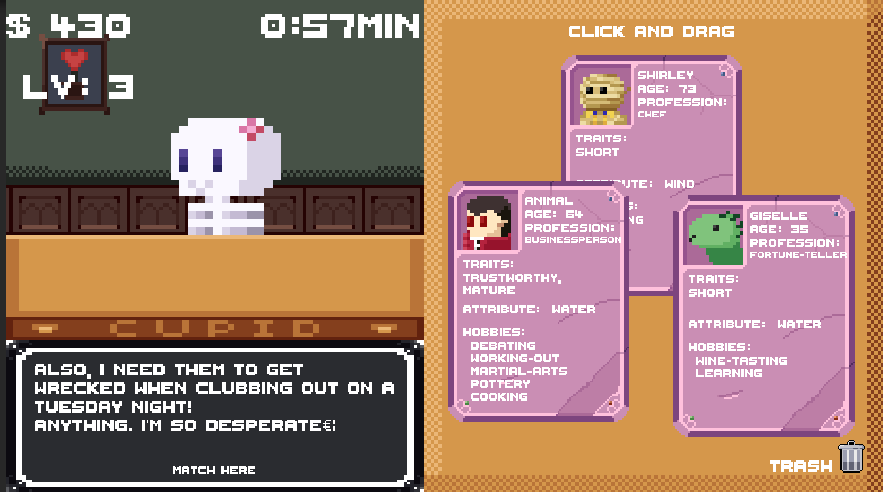 $ 430
0:57MIN
LV: 3
CUPID
ALSO, I NEED THEM TO GET
WRECKED WHEN CLUBBING OUT ON A
TUESDAY NIGHT!
ANYTHING. I'M SO DESPERATE€!
MATCH HERE
CLICK AND DRAG
SHIRLEY
AGE: 73
PROFESSION:
CHEF
TRAITS:
SHORT
UTE: WIND
ANIMAL
AGE: 64
PROFESSION:
BUSINESSPERSON
TRAITS:
TRUSTWORTHY,
MATURE
ATTRIBUTE: WATER
HOBBIES:
DEBATING
WORKING-OUT
MARTIAL-ARTS
POTTERY
COOKING
GISELLE
AGE: 35
PROFESSION:
FORTUNE-TELLER
TRAITS:
SHORT
ATTRIBUTE: WATER
HOBBIES:
WINE-TASTING
LEARNING
TRASH